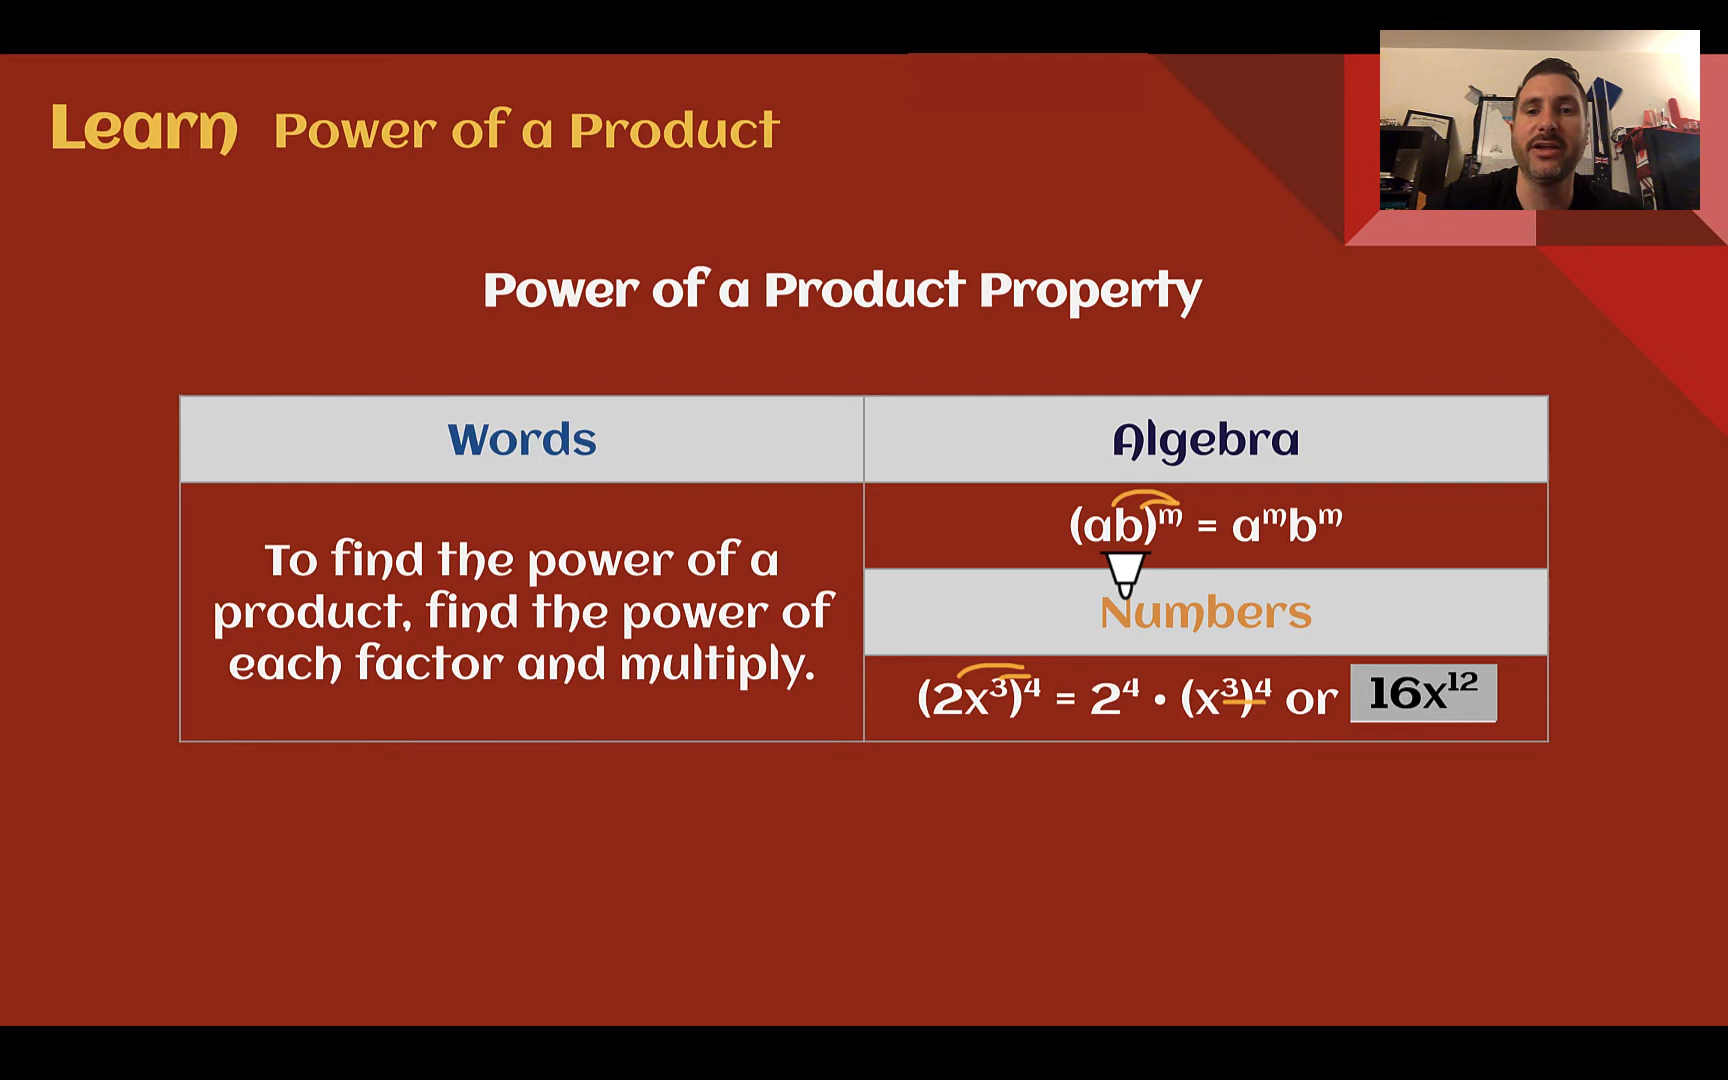 Learn Power of a Product
Power of a Product Property
Words
Algebra
To find the power of a
product, find the power of
each factor and multiply.
(ab)ᵐ = aᵐbᵐ
Numbers
(2x³)⁴ = 2⁴ • (x³)⁴ or 16x¹²